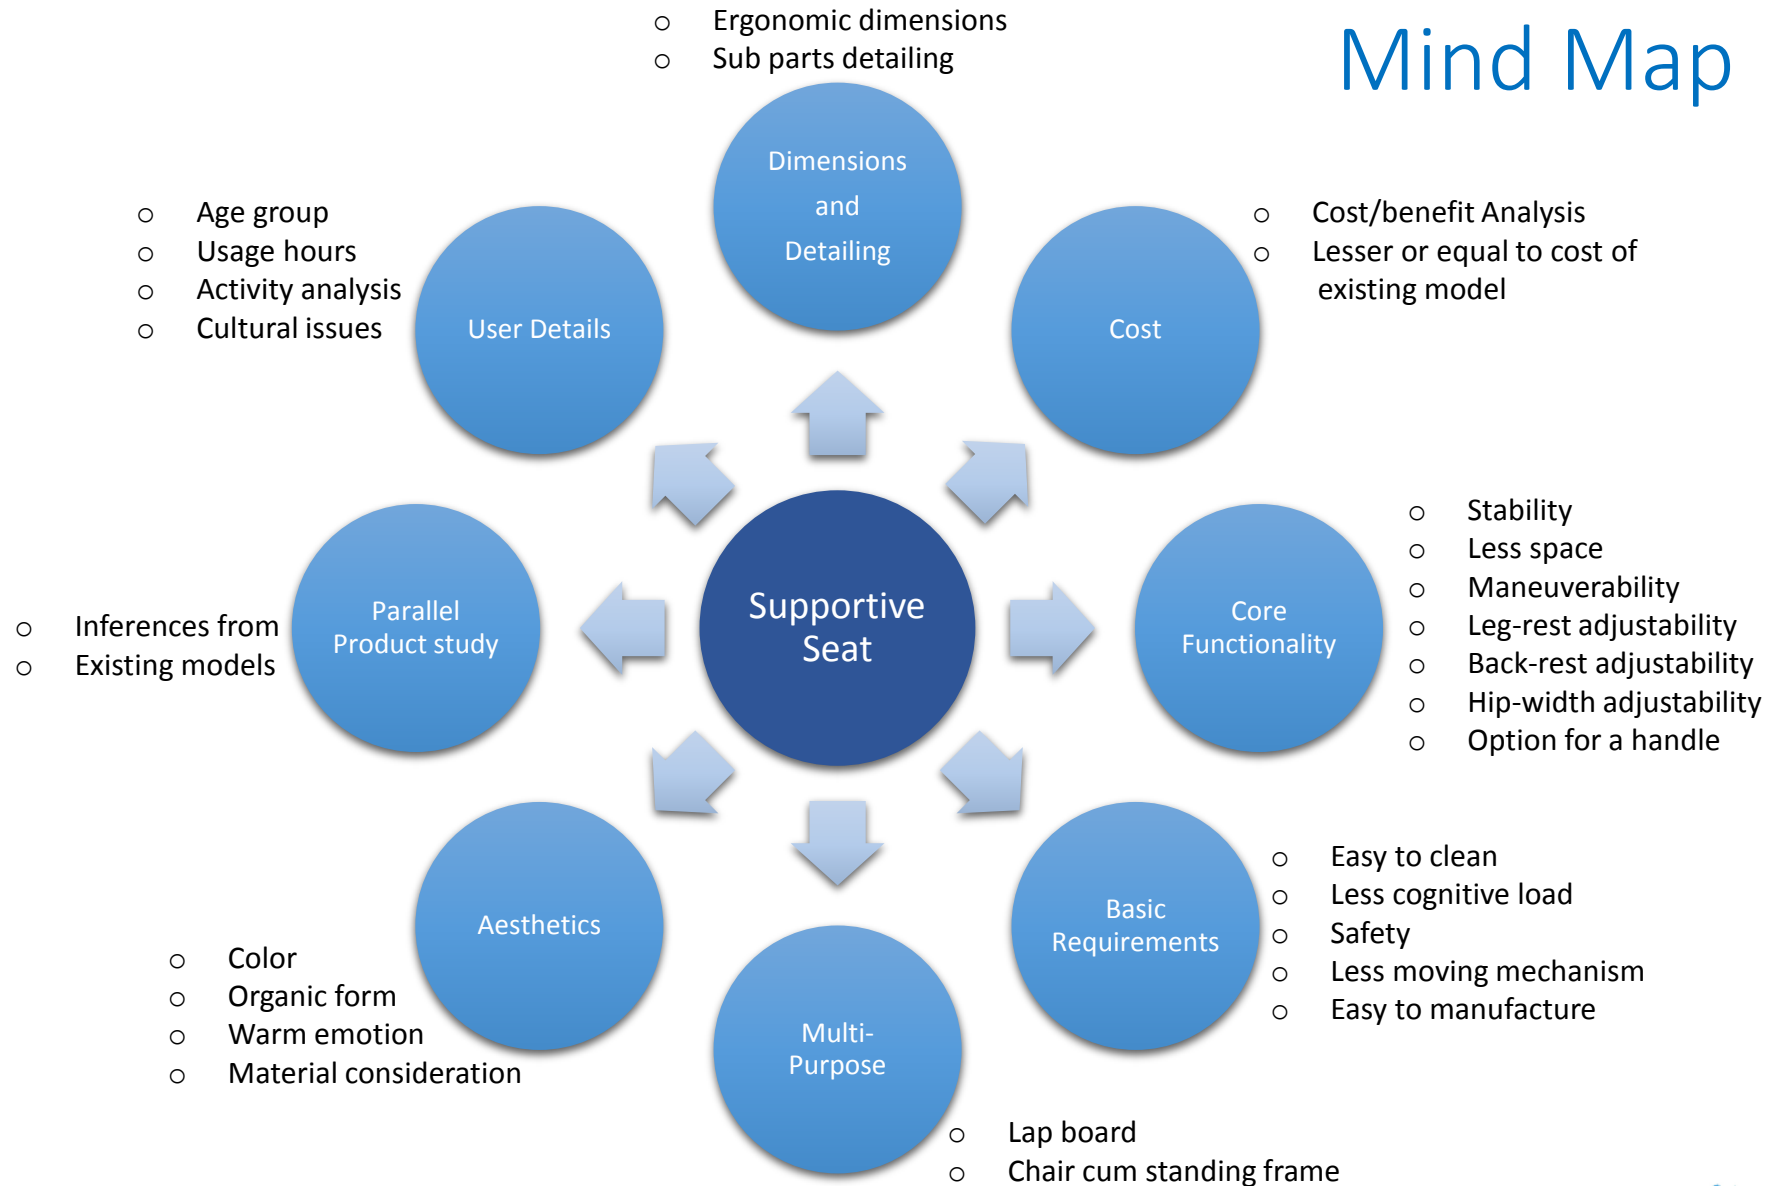 Mind Map
o Ergonomic dimensions
o Sub parts detailing
Dimensions
and
Detailing
o Age group
o Usage hours
o Activity analysis
o Cultural issues
User Details
Cost
o Cost/benefit Analysis
o Lesser or equal to cost of
existing model
o Inferences from
o Existing models
Parallel
Product study
Supportive
Seat
Core
Functionality
o Stability
o Less space
o Maneuverability
o Leg-rest adjustability
o Back-rest adjustability
o Hip-width adjustability
o Option for a handle
Aesthetics
o Color
o Organic form
o Warm emotion
o Material consideration
Basic
Requirements
o Easy to clean
o Less cognitive load
o Safety
o Less moving mechanism
o Easy to manufacture
Multi-
Purpose
o Lap board
o Chair cum standing frame